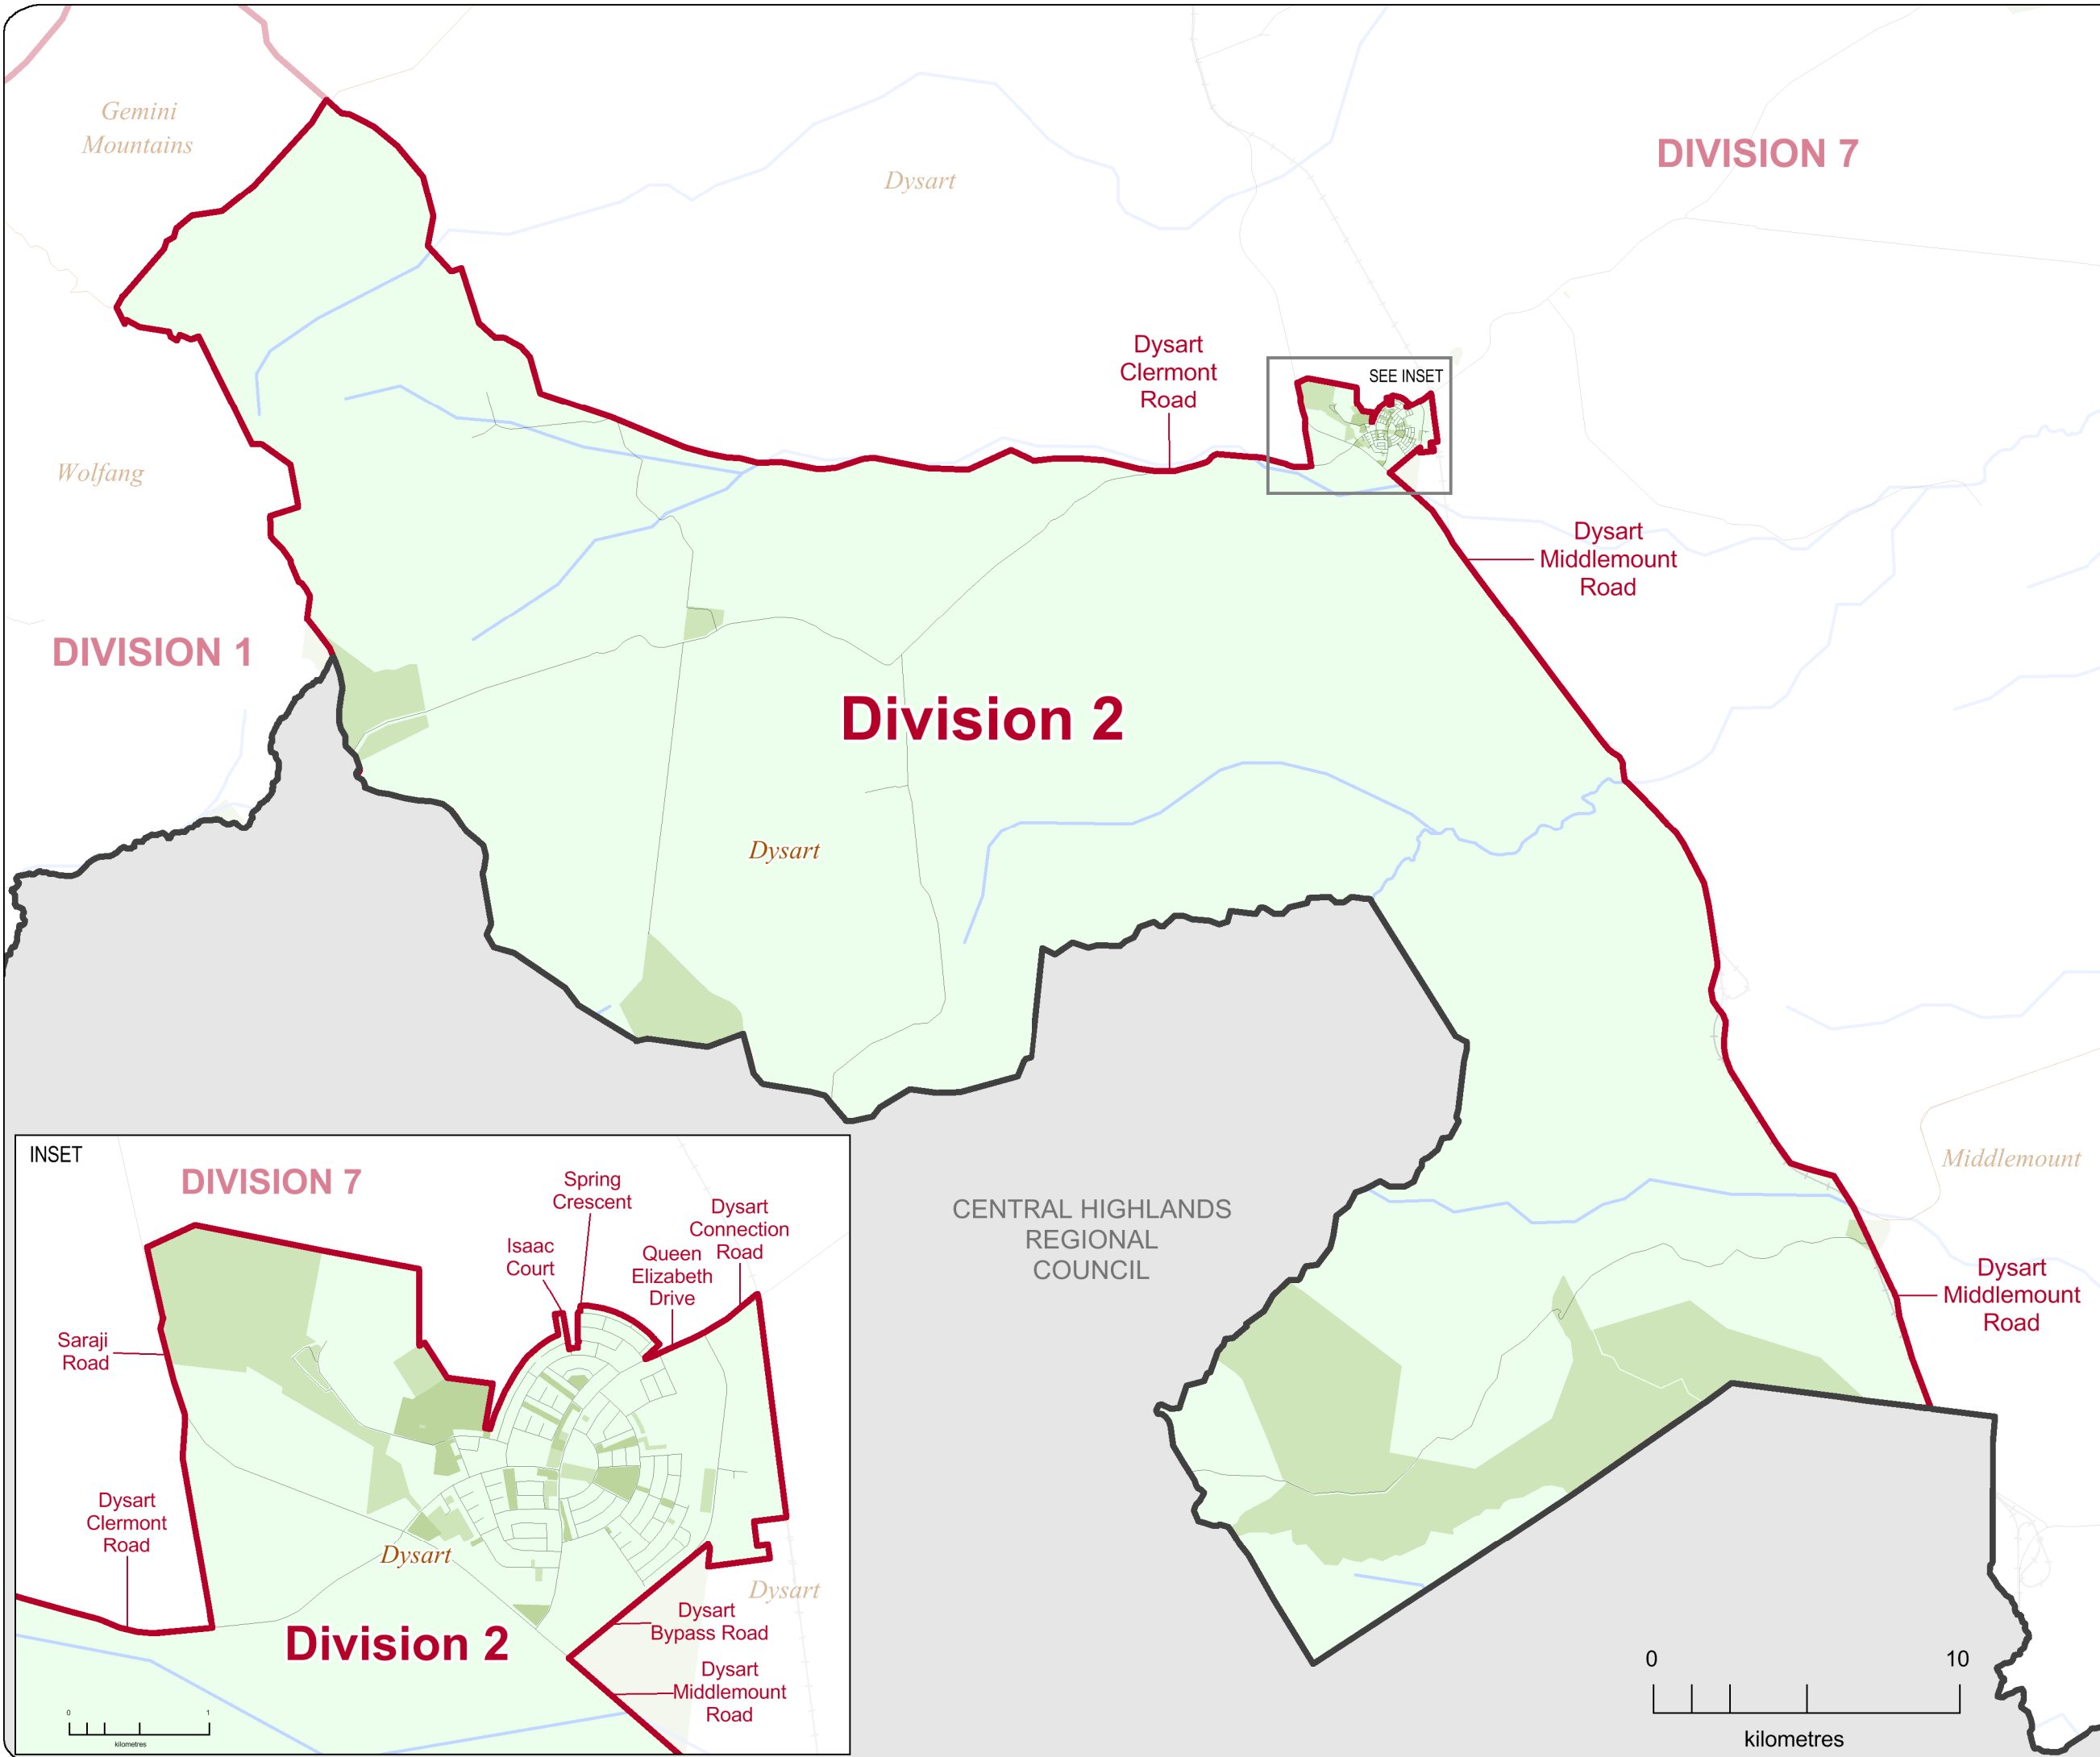 Gemini
Mountains
Dysart
DIVISION 7
Dysart
Clermont
Road
SEE INSET
Wolfang
Dysart
Middlemount
Road
DIVISION 1
Division 2
Dysart
Middlemount
CENTRAL HIGHLANDS
REGIONAL
COUNCIL
Dysart
Middlemount
Road
0 10
kilometres
INSET
DIVISION 7
Spring
Crescent
Dysart
Connection
Road
Isaac
Court
Queen
Elizabeth
Drive
Saraji
Road
Dysart
Clermont
Road
Dysart
Dysart
Dysart
Bypass Road
Division 2
Dysart
Middlemount
Road
0 1
kilometres